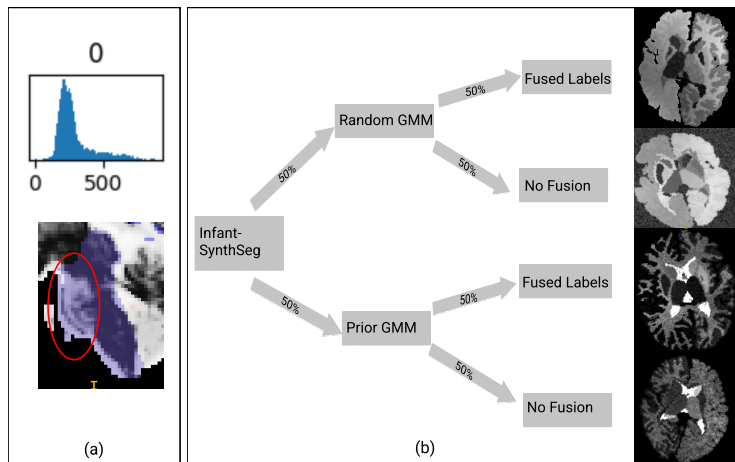 0
0 500
I
(a)
Infant-
SynthSeg
50%
50%
Random GMM
Prior GMM
50%
50%
50%
50%
Fused Labels
No Fusion
Fused Labels
No Fusion
(b)